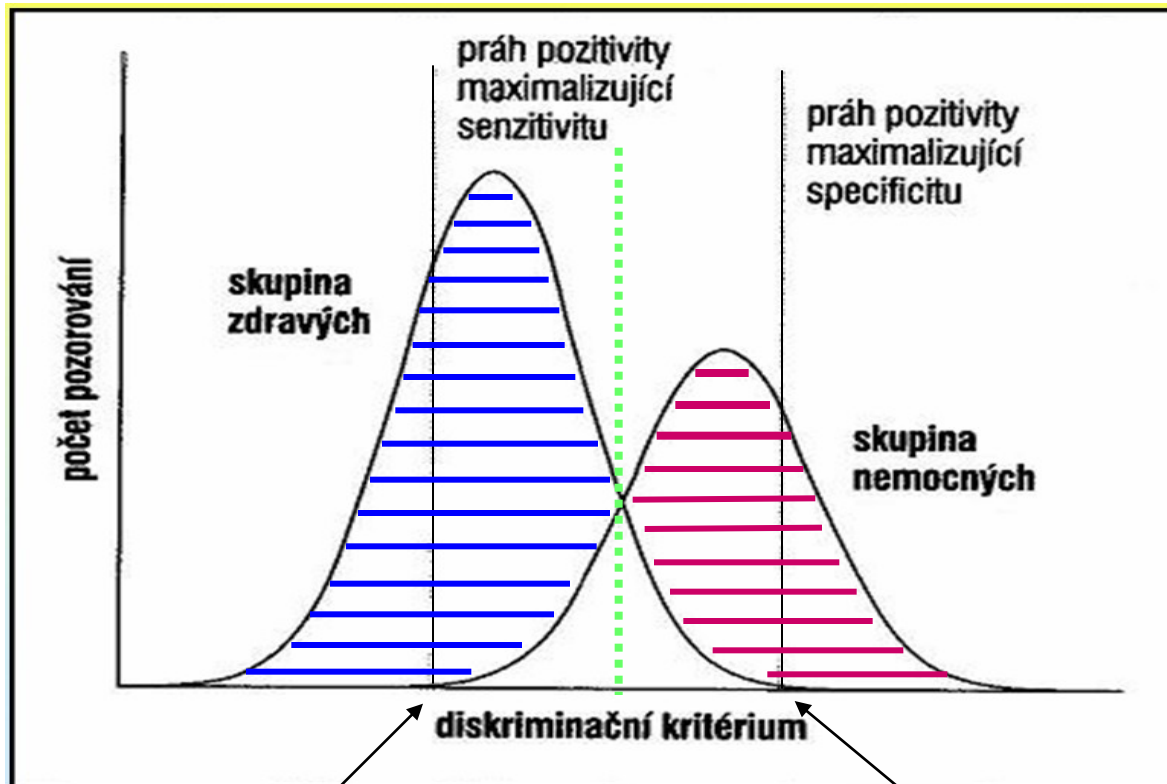 práh pozitivity
maximalizující
senzitivitu
práh pozitivity
maximalizující
specificitu
skupina
zdravých
počet pozorování
skupina
nemocných
diskriminační kritérium